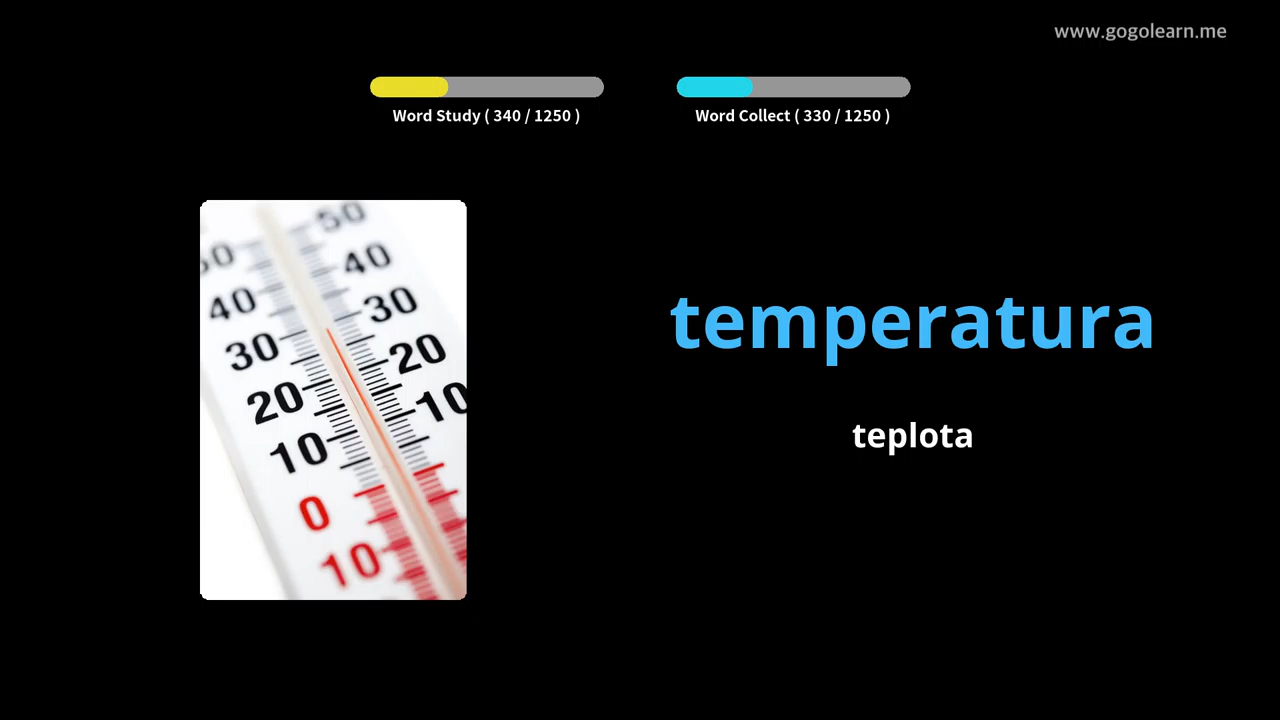 www.gogolearn.me
Word Study ( 340 / 1250 )
Word Collect ( 330 / 1250 )
50
40
30
20
10
0
10
50
40
30
20
10
temperatura
teplota